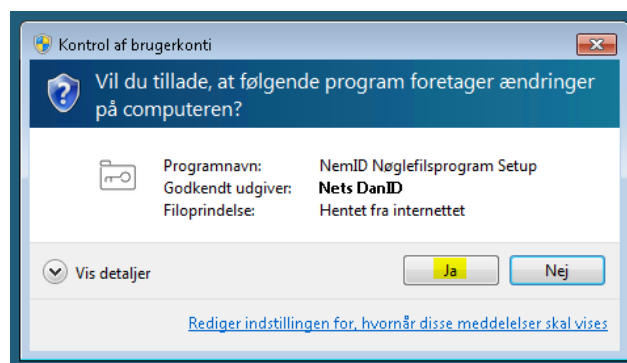 Kontrol af brugerkonti
Vil du tillade, at følgende program foretager ændringer
på computeren?
Programnavn: NemID Nøglefilsprogram Setup
Godkendt udgiver: Nets DanID
Filoprindelse: Hentet fra internettet
Vis detaljer Ja Nej
Rediger indstillingen for, hvornår disse meddelelser skal vises